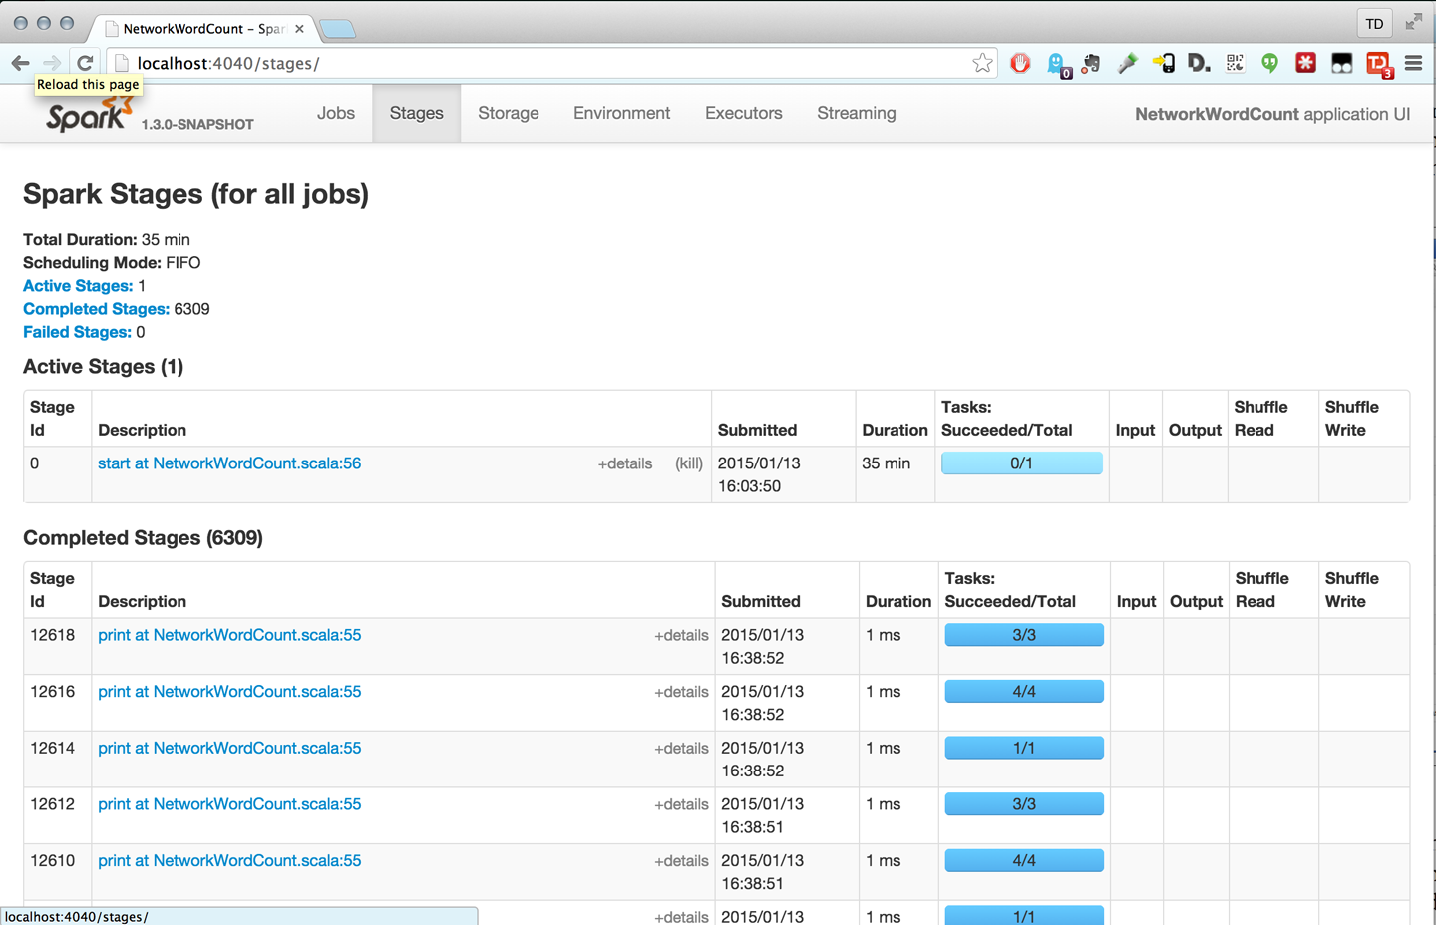 NetworkWordCount – Spar
TD
localhost:4040/stages/
0
D.
TD
3
Reload this page
Spark 1.3.0-SNAPSHOT
Jobs Stages Storage Environment Executors Streaming
NetworkWordCount application UI
Spark Stages (for all jobs)
Total Duration: 35 min
Scheduling Mode: FIFO
Active Stages: 1
Completed Stages: 6309
Failed Stages: 0
Active Stages (1)
Stage Id Description Submitted Duration Tasks: Succeeded/Total Input Output Shuffle Read Shuffle Write
0 start at NetworkWordCount.scala:56 +details (kill) 2015/01/13 16:03:50 35 min 0/1
Completed Stages (6309)
Stage Id Description Submitted Duration Tasks: Succeeded/Total Input Output Shuffle Read Shuffle Write
12618 print at NetworkWordCount.scala:55 +details 2015/01/13 16:38:52 1 ms 3/3
12616 print at NetworkWordCount.scala:55 +details 2015/01/13 16:38:52 1 ms 4/4
12614 print at NetworkWordCount.scala:55 +details 2015/01/13 16:38:52 1 ms 1/1
12612 print at NetworkWordCount.scala:55 +details 2015/01/13 16:38:51 1 ms 3/3
12610 print at NetworkWordCount.scala:55 +details 2015/01/13 16:38:51 1 ms 4/4
+details 2015/01/13 1 ms 1/1
localhost:4040/stages/